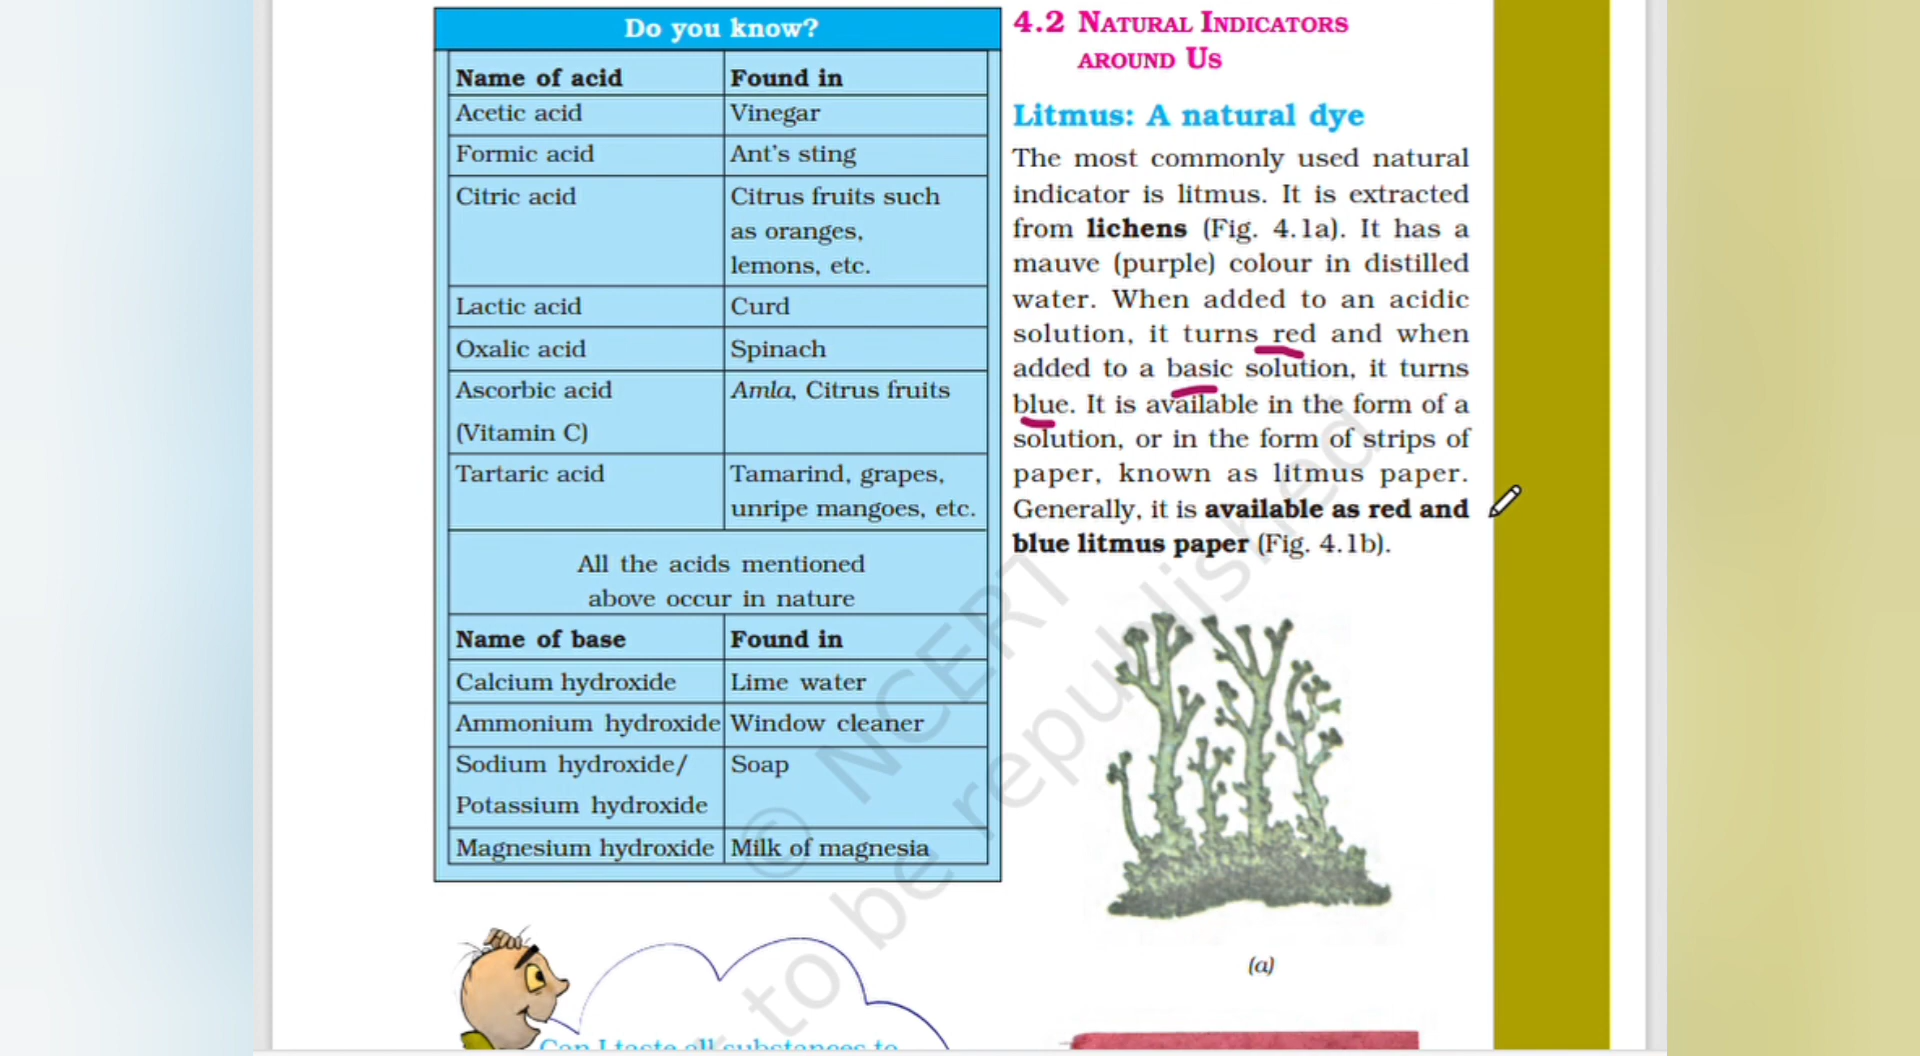 Do you know?
Name of acid Found in
Acetic acid Vinegar
Formic acid Ant's sting
Citric acid Citrus fruits such
as oranges,
lemons, etc.
Lactic acid Curd
Oxalic acid Spinach
Ascorbic acid Amla, Citrus fruits
(Vitamin C)
Tartaric acid Tamarind, grapes,
unripe mangoes, etc.
All the acids mentioned
above occur in nature
Name of base Found in
Calcium hydroxide Lime water
Ammonium hydroxide Window cleaner
Sodium hydroxide/ Soap
Potassium hydroxide
Magnesium hydroxide Milk of magnesia
Can I taste all substances to
4.2 NATURAL INDICATORS
AROUND US
Litmus: A natural dye
The most commonly used natural
indicator is litmus. It is extracted
from lichens (Fig. 4.1a). It has a
mauve (purple) colour in distilled
water. When added to an acidic
solution, it turns red and when
added to a basic solution, it turns
blue. It is available in the form of a
solution, or in the form of strips of
paper, known as litmus paper.
Generally, it is available as red and
blue litmus paper (Fig. 4.1b).
(a)
© NCERT
to be republished